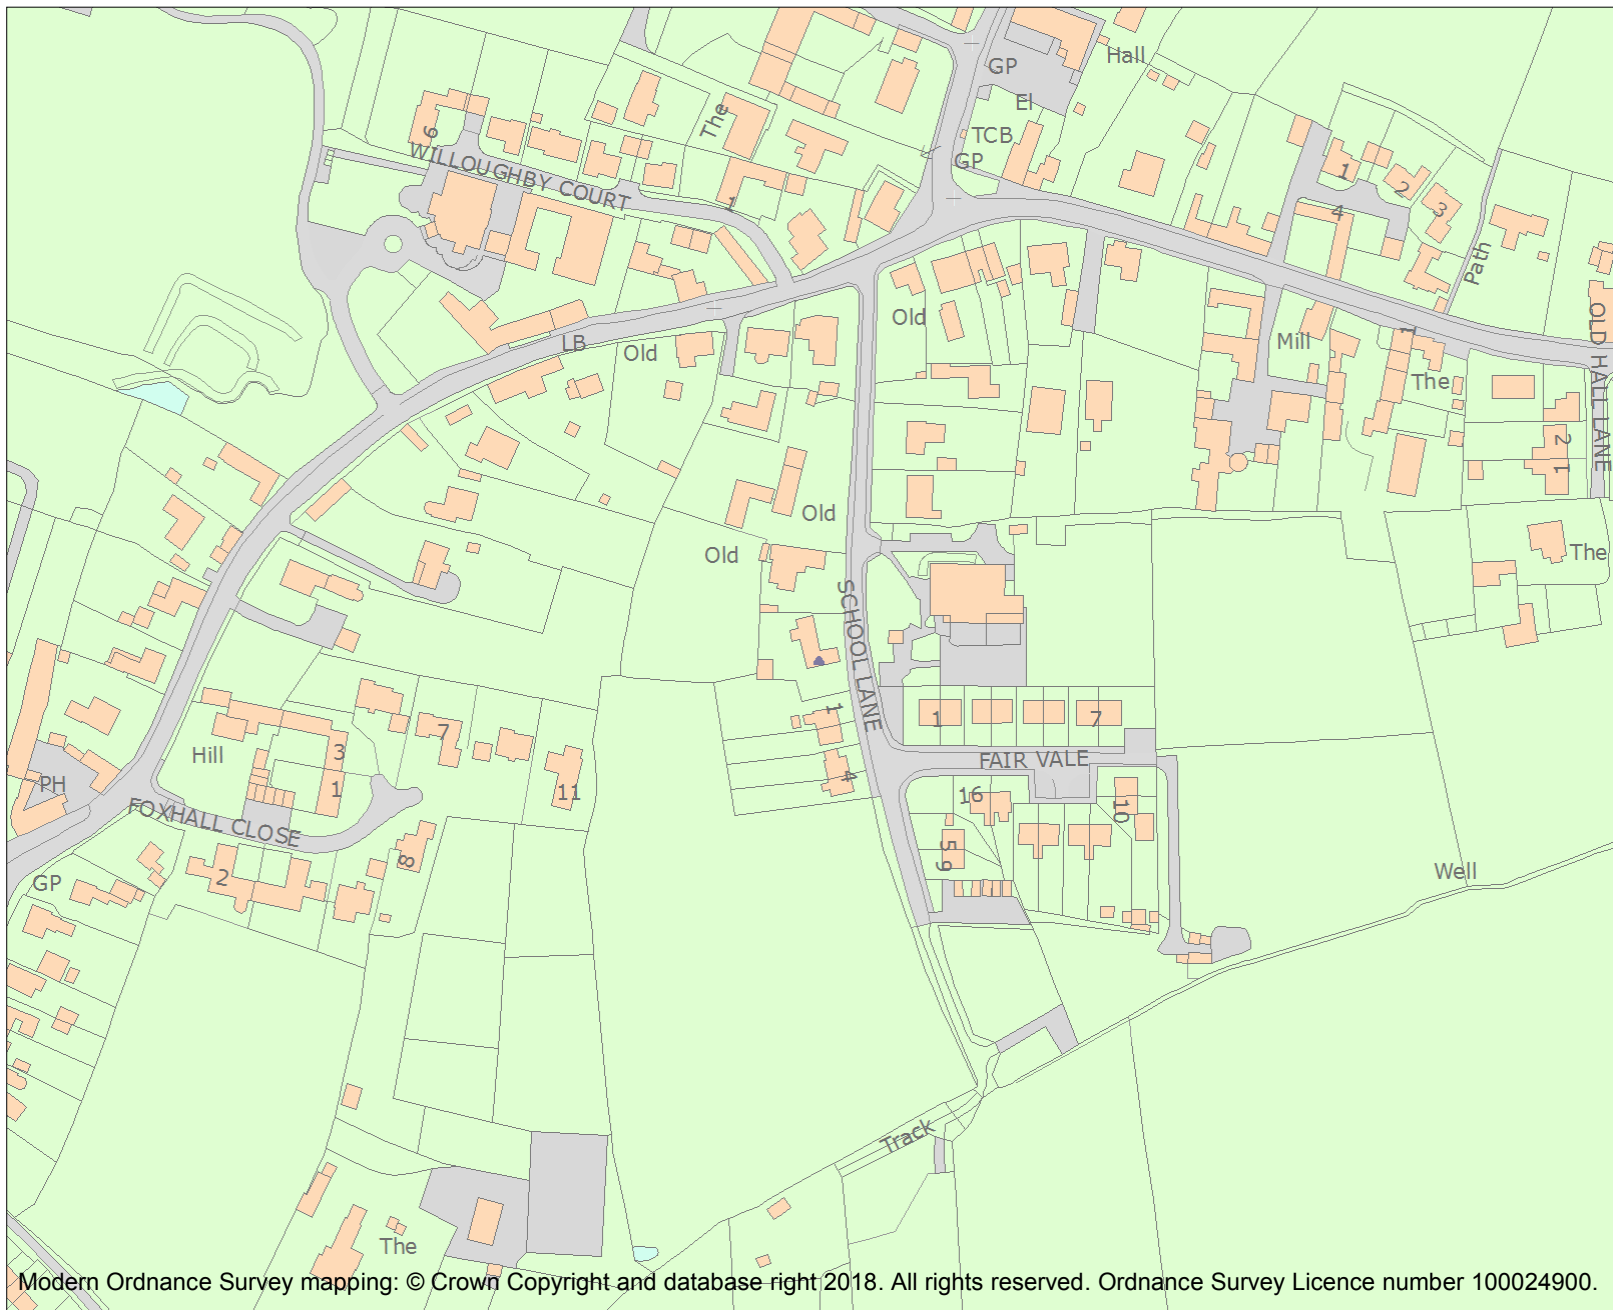 Hall
GP
El
The
6
TCB
GP
WILLOUGHBY COURT
1
1
2
3
4
Path
Old
LB
Old
Mill
1
OLD HALL LANE
The
2
1
Old
Old
The
SCHOOL LANE
1
1
7
7
3
Hill
1
4
FAIR VALE
PH
11
16
10
FOXHALL CLOSE
5
9
8
2
GP
Well
Track
The
Modern Ordnance Survey mapping: © Crown Copyright and database right 2018. All rights reserved. Ordnance Survey Licence number 100024900.